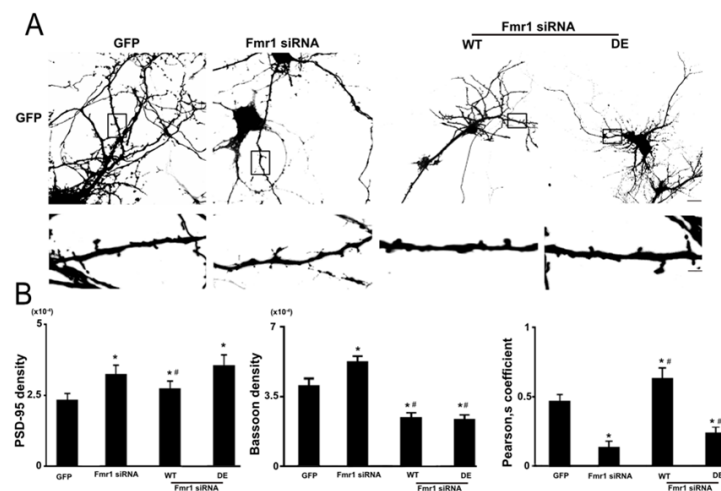 A
GFP
Fmr1 siRNA
Fmr1 siRNA
WT
DE
GFP
B
(x10⁻⁴)
5
2.5
0
PSD-95 density
*
* #
*
GFP
Fmr1 siRNA
WT
DE
Fmr1 siRNA
(x10⁻⁴)
7
3.5
0
Bassoon density
*
* #
*#
GFP
Fmr1 siRNA
WT
DE
Fmr1 siRNA
1
0.5
0
Pearson,s coefficient
*
* #
* #
GFP
Fmr1 siRNA
WT
DE
Fmr1 siRNA